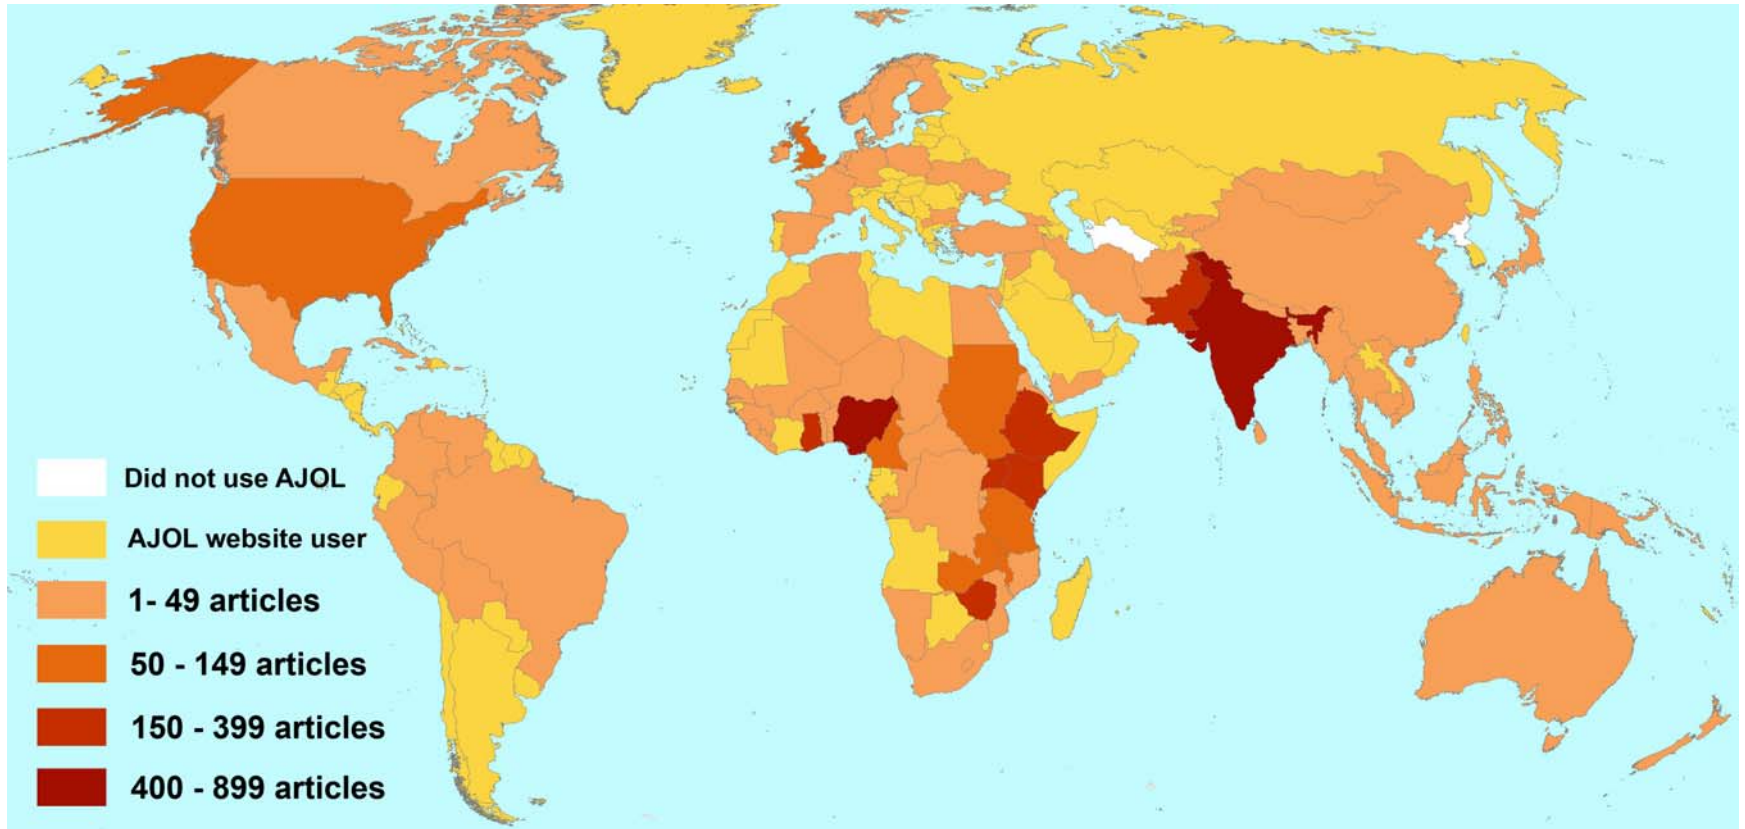 Did not use AJOL
AJOL website user
1- 49 articles
50 - 149 articles
150 - 399 articles
400 - 899 articles